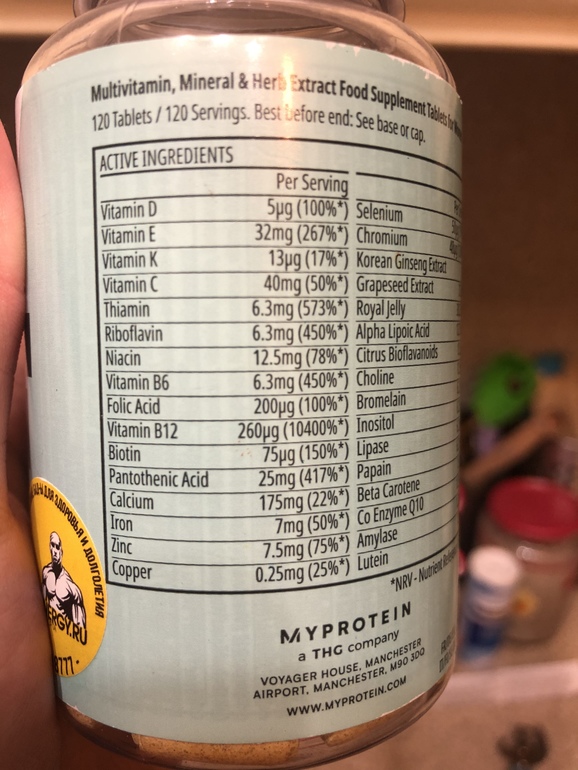 Multivitamin, Mineral & Herb Extract Food Supplement Tablets for
120 Tablets / 120 Servings. Best before end: See base or cap.
ACTIVE INGREDIENTS
Per Serving
Vitamin D 5µg (100%*) Selenium
Vitamin E 32mg (267%*) Chromium
Vitamin K 13µg (17%*) Korean Ginseng Extract
Vitamin C 40mg (50%*) Grapeseed Extract
Thiamin 6.3mg (573%*) Royal Jelly
Riboflavin 6.3mg (450%*) Alpha Lipoic Acid
Niacin 12.5mg (78%*) Citrus Bioflavanoids
Vitamin B6 6.3mg (450%*) Choline
Folic Acid 200µg (100%*) Bromelain
Vitamin B12 260µg (10400%*) Inositol
Biotin 75µg (150%*) Lipase
Pantothenic Acid 25mg (417%*) Papain
Calcium 175mg (22%*) Beta Carotene
Iron 7mg (50%*) Co Enzyme Q10
Zinc 7.5mg (75%*) Amylase
Copper 0.25mg (25%*) Lutein
*NRV - Nutrient
MYPROTEIN
a THG company
VOYAGER HOUSE, MANCHESTER
AIRPORT, MANCHESTER, M90 3DQ
WWW.MYPROTEIN.COM
ДЛЯ ЗДОРОВЬЯ И ДОЛГОЛЕТИЯ
RGY.RU